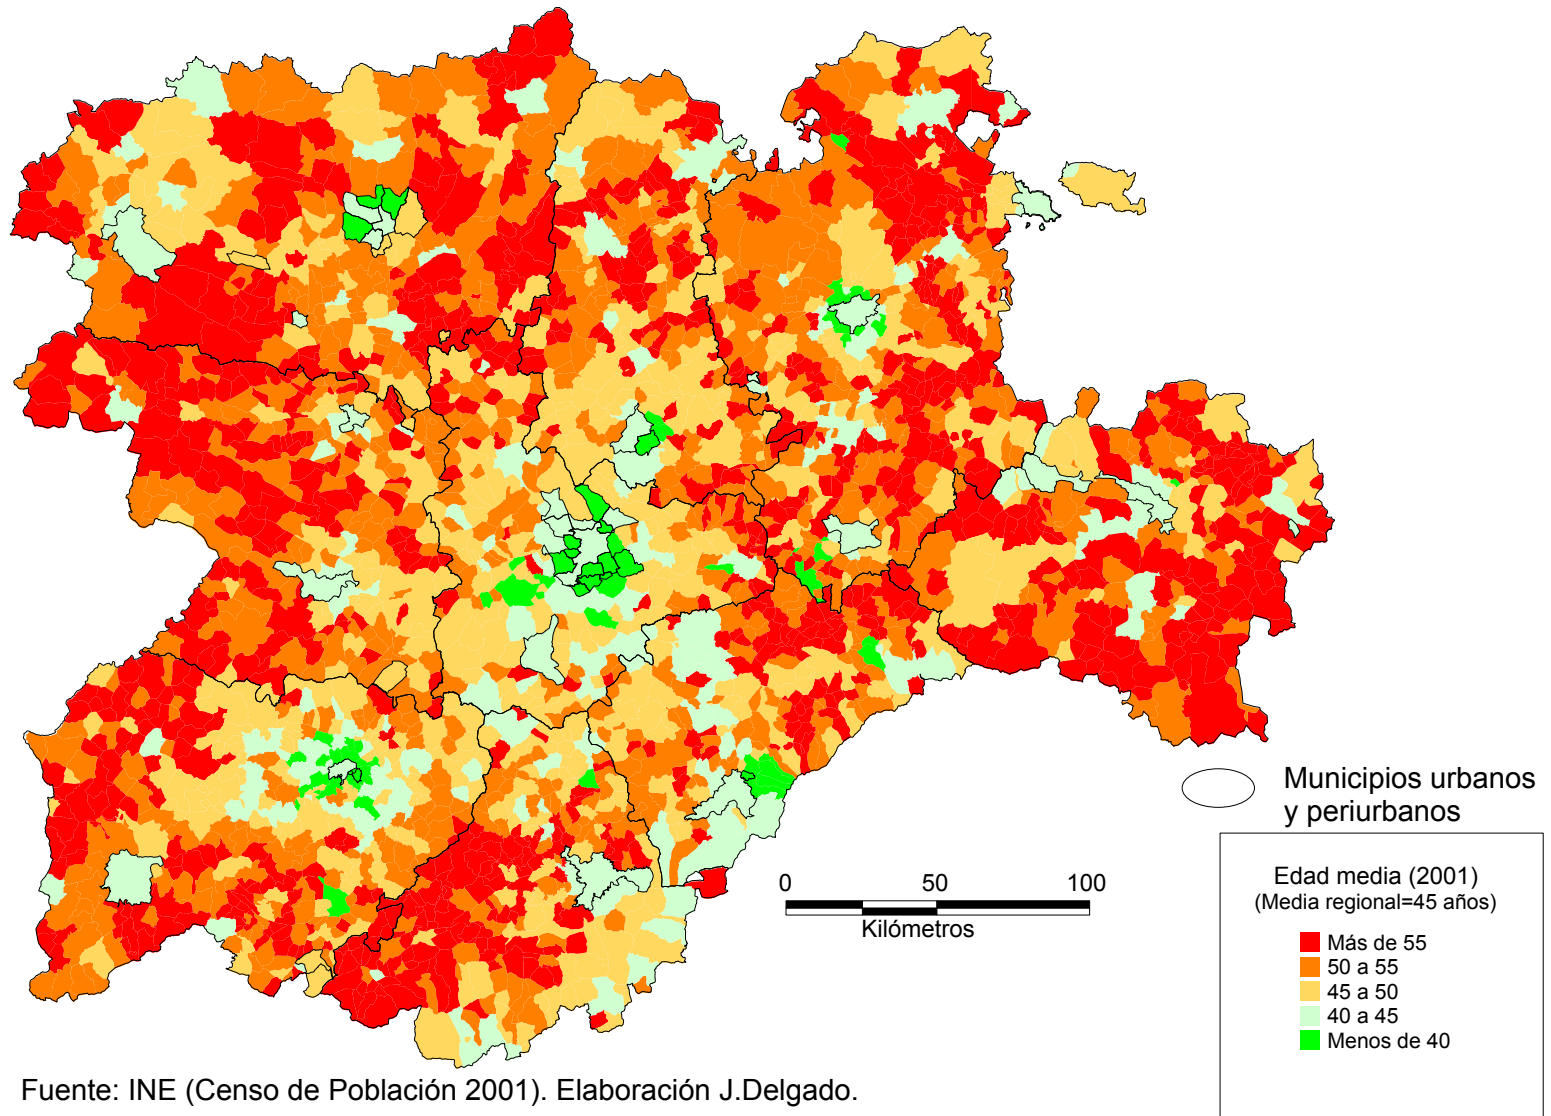 Municipios urbanos
y periurbanos
0 50 100
Kilómetros
Edad media (2001)
(Media regional=45 años)
Más de 55
50 a 55
45 a 50
40 a 45
Menos de 40
Fuente: INE (Censo de Población 2001). Elaboración J.Delgado.